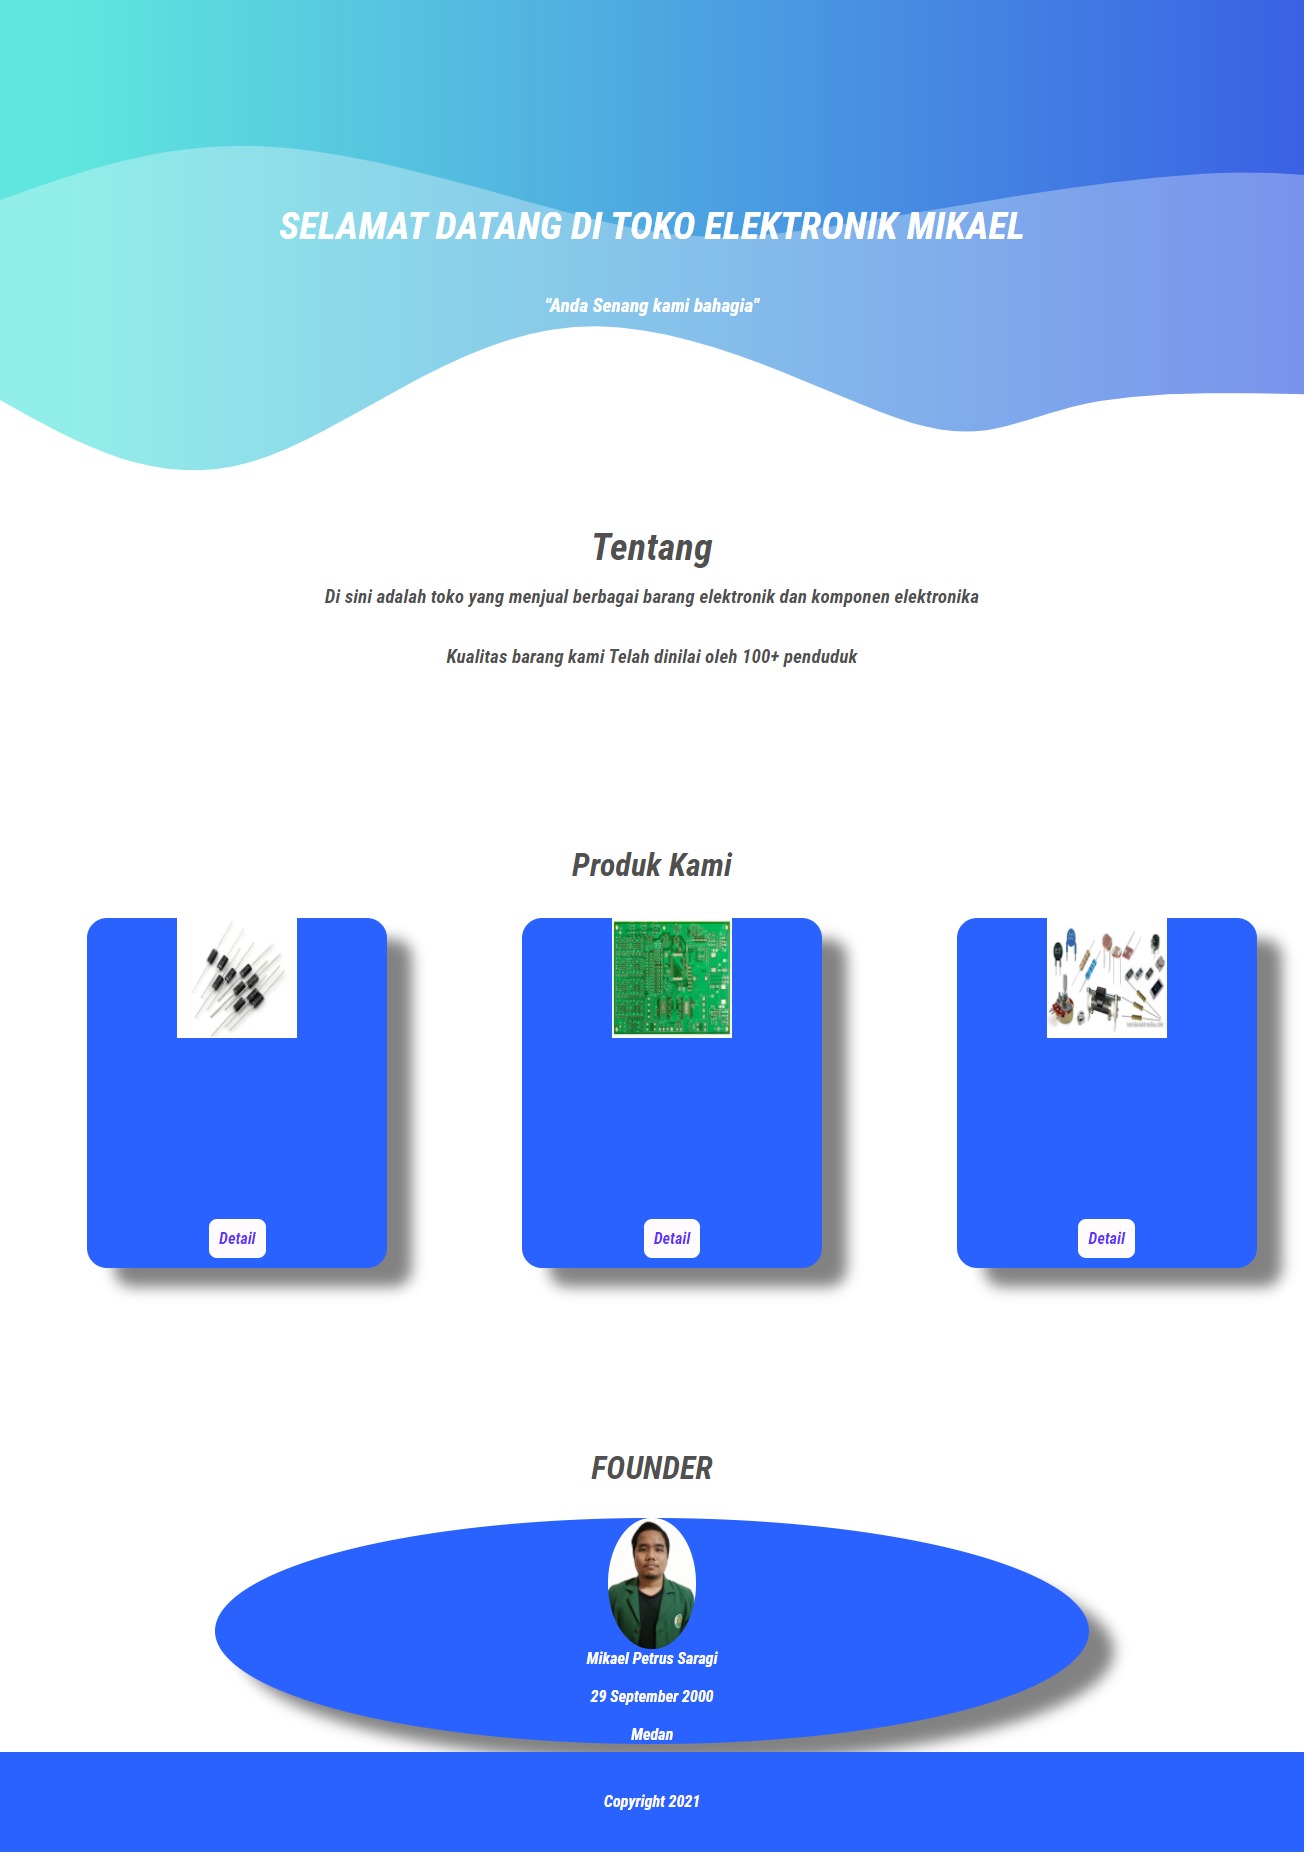 SELAMAT DATANG DI TOKO ELEKTRONIK MIKAEL
"Anda Senang kami bahagia"
Tentang
Di sini adalah toko yang menjual berbagai barang elektronik dan komponen elektronika
Kualitas barang kami Telah dinilai oleh 100+ penduduk
Produk Kami
Detail
Detail
Detail
FOUNDER
Mikael Petrus Saragi
29 September 2000
Medan
Copyright 2021